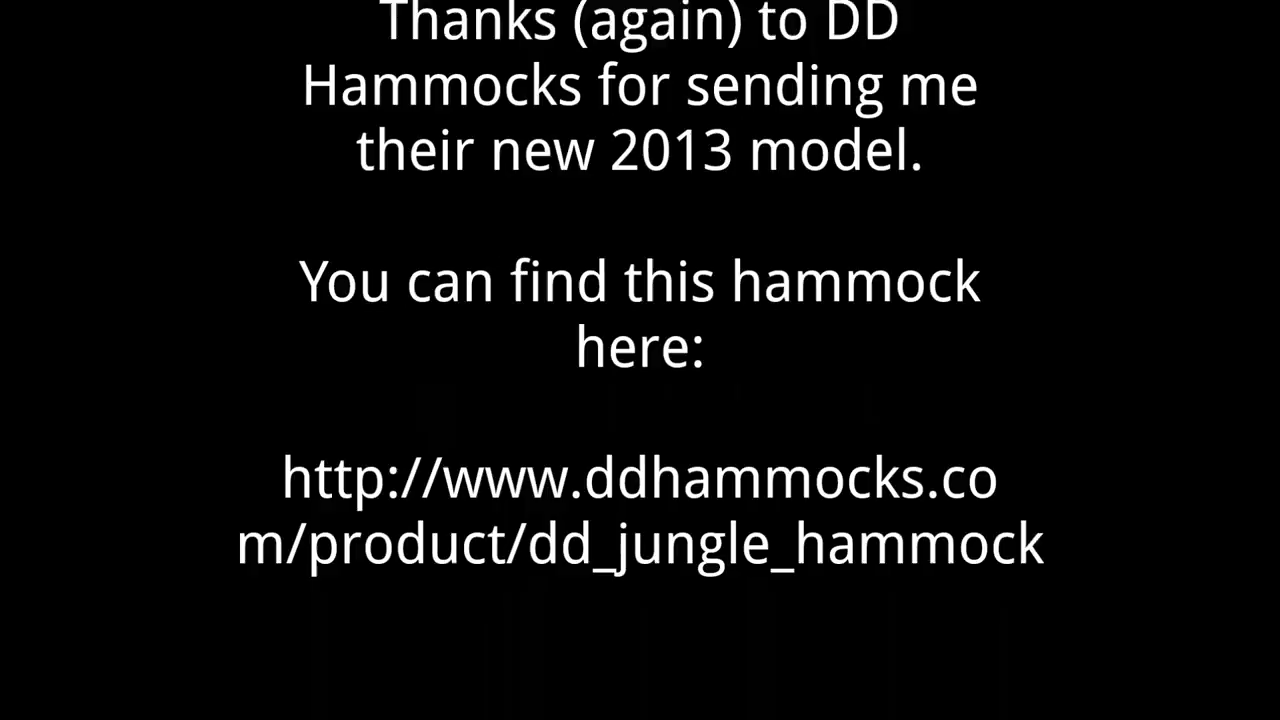 Thanks (again) to DD
Hammocks for sending me
their new 2013 model.
You can find this hammock
here:
http://www.ddhammocks.co
m/product/dd_jungle_hammock